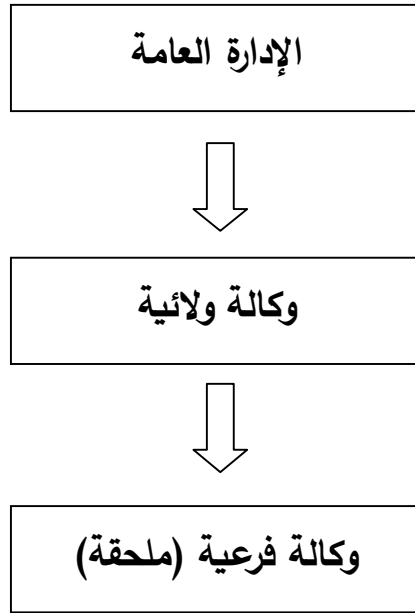 الإدارة العامة
وكالة ولائية
وكالة فرعية (ملحقة)